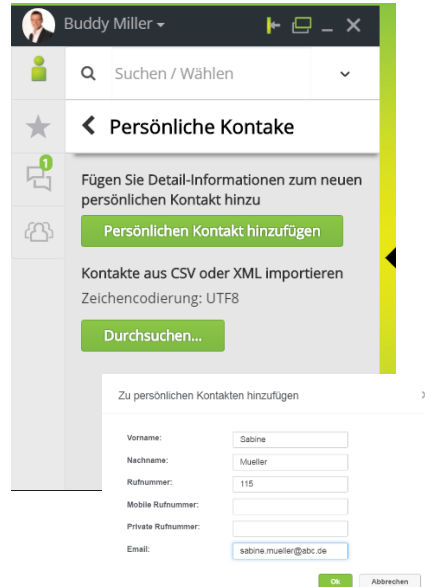 Buddy Miller
Suchen / Wählen
Persönliche Kontake
1
Fügen Sie Detail-Informationen zum neuen
persönlichen Kontakt hinzu
Persönlichen Kontakt hinzufügen
Kontakte aus CSV oder XML importieren
Zeichencodierung: UTF8
Durchsuchen...
Zu persönlichen Kontakten hinzufügen
Vorname: Sabine
Nachname: Mueller
Rufnummer: 115
Mobile Rufnummer:
Private Rufnummer:
Email: sabine.mueller@abc.de
Ok Abbrechen